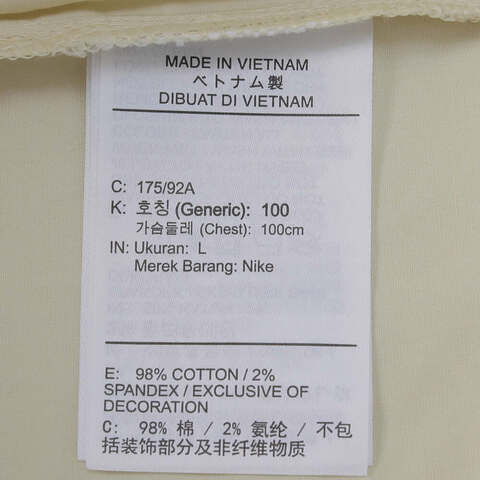 MADE IN VIETNAM
ベトナム製
DIBUAT DI VIETNAM
C: 175/92A
K: 호칭 (Generic): 100
가슴둘레 (Chest): 100cm
IN: Ukuran: L
Merek Barang: Nike
E: 98% COTTON / 2%
SPANDEX / EXCLUSIVE OF
DECORATION
C: 98% 棉 / 2% 氨纶 / 不包
括装饰部分及非纤维物质